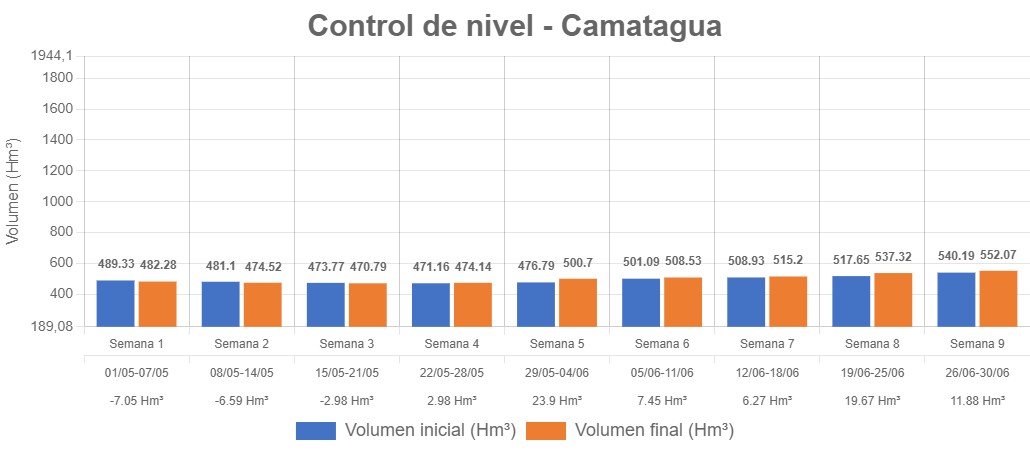 Control de nivel - Camatagua
Volumen (Hm³)
1944,1
1800
1600
1400
1200
1000
800
600
400
189,08
489.33 482.28 481.1 474.52 473.77 470.79 471.16 474.14 476.79 500.7 501.09 508.53 508.93 515.2 517.65 537.32 540.19 552.07
Semana 1 Semana 2 Semana 3 Semana 4 Semana 5 Semana 6 Semana 7 Semana 8 Semana 9
01/05-07/05 08/05-14/05 15/05-21/05 22/05-28/05 29/05-04/06 05/06-11/06 12/06-18/06 19/06-25/06 26/06-30/06
-7.05 Hm³ -6.59 Hm³ -2.98 Hm³ 2.98 Hm³ 23.9 Hm³ 7.45 Hm³ 6.27 Hm³ 19.67 Hm³ 11.88 Hm³
Volumen inicial (Hm³) Volumen final (Hm³)